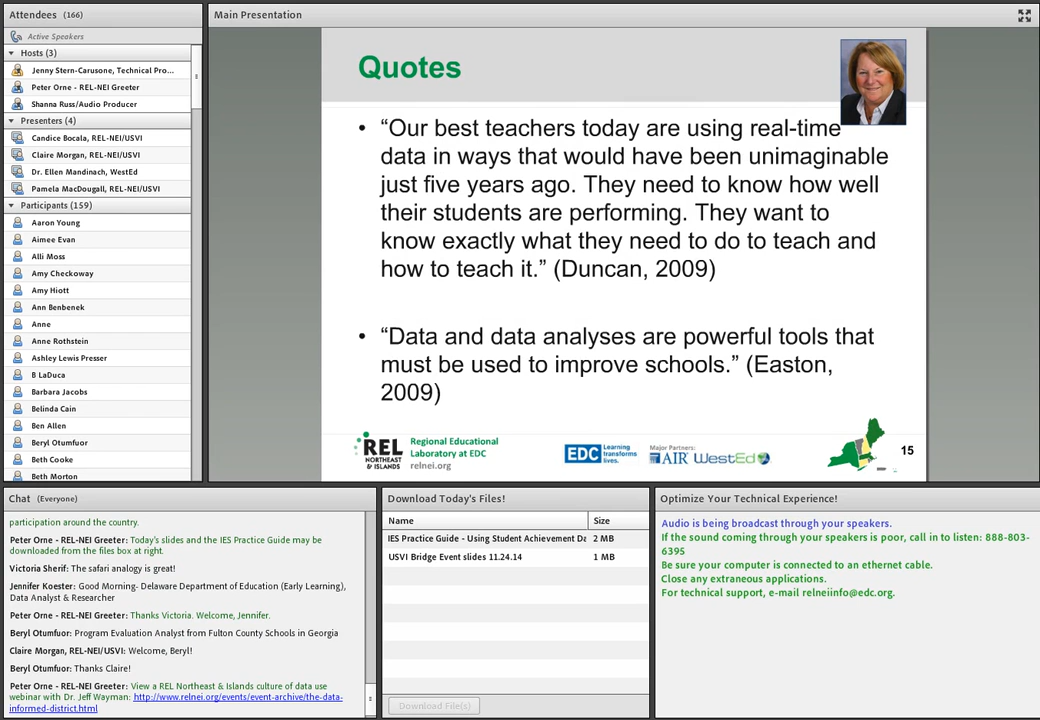 Attendees (166)
Active Speakers
Hosts (3)
Jenny Stern-Carusone, Technical Pro...
Peter Orne - REL-NEI Greeter
Shanna Russ/Audio Producer
Presenters (4)
Candice Bocala, REL-NEI/USVI
Claire Morgan, REL-NEI/USVI
Dr. Ellen Mandinach, WestEd
Pamela MacDougall, REL-NEI/USVI
Participants (159)
Aaron Young
Aimee Evan
Alli Moss
Amy Checkoway
Amy Hiott
Ann Benbenek
Anne
Anne Rothstein
Ashley Lewis Presser
B LaDuca
Barbara Jacobs
Belinda Cain
Ben Allen
Beryl Otumfuor
Beth Cooke
Beth Morton
Main Presentation
Quotes
• “Our best teachers today are using real-time
data in ways that would have been unimaginable
just five years ago. They need to know how well
their students are performing. They want to
know exactly what they need to do to teach and
how to teach it.” (Duncan, 2009)
• “Data and data analyses are powerful tools that
must be used to improve schools.” (Easton,
2009)
REL
NORTHEAST
& ISLANDS
Regional Educational
Laboratory at EDC
relnei.org
EDC Learning
transforms
lives.
Major Partners:
AIR WestEd
15
Chat (Everyone)
participation around the country.
Peter Orne - REL-NEI Greeter: Today's slides and the IES Practice Guide may be
downloaded from the files box at right.
Victoria Sherif: The safari analogy is great!
Jennifer Koester: Good Morning- Delaware Department of Education (Early Learning),
Data Analyst & Researcher
Peter Orne - REL-NEI Greeter: Thanks Victoria. Welcome, Jennifer.
Beryl Otumfuor: Program Evaluation Analyst from Fulton County Schools in Georgia
Claire Morgan, REL-NEI/USVI: Welcome, Beryl!
Beryl Otumfuor: Thanks Claire!
Peter Orne - REL-NEI Greeter: View a REL Northeast & Islands culture of data use
webinar with Dr. Jeff Wayman: http://www.relnei.org/events/event-archive/the-data-
informed-district.html
Download Today's Files!
Name Size
IES Practice Guide - Using Student Achievement Da 2 MB
USVI Bridge Event slides 11.24.14 1 MB
Download File(s)
Optimize Your Technical Experience!
Audio is being broadcast through your speakers.
If the sound coming through your speakers is poor, call in to listen: 888-803-
6395
Be sure your computer is connected to an ethernet cable.
Close any extraneous applications.
For technical support, e-mail relneiinfo@edc.org.